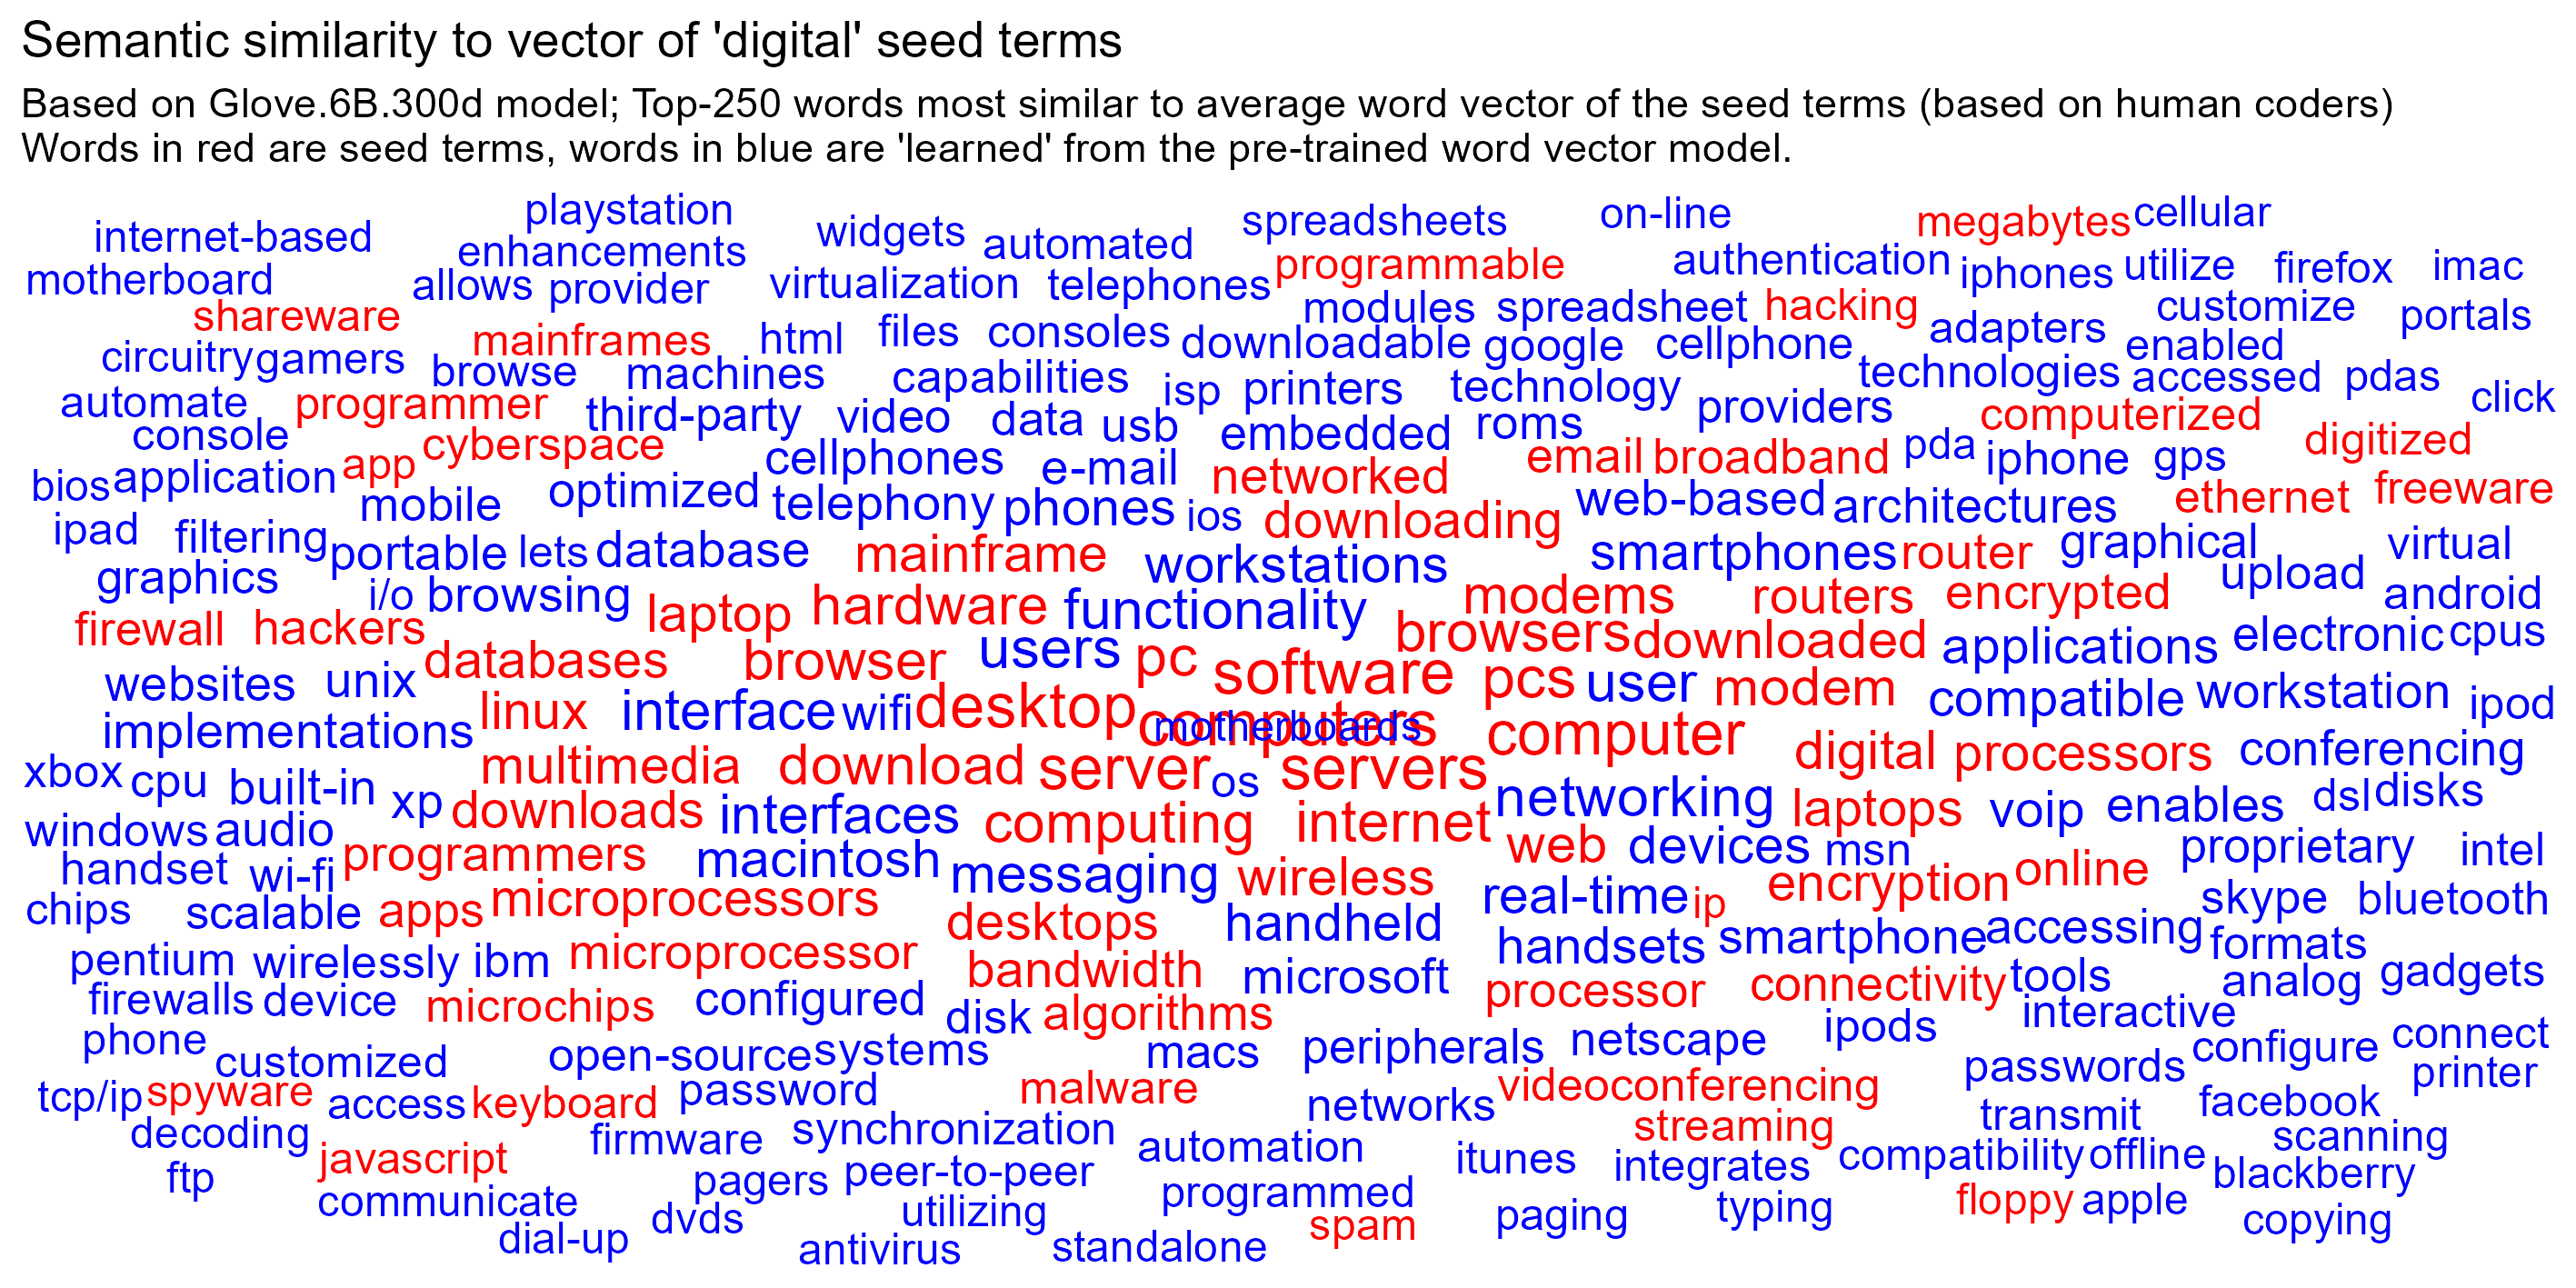 Semantic similarity to vector of 'digital' seed terms
Based on Glove.6B.300d model; Top-250 words most similar to average word vector of the seed terms (based on human coders)
Words in red are seed terms, words in blue are 'learned' from the pre-trained word vector model.
playstation spreadsheets on-line megabytes cellular
internet-based enhancements widgets automated programmable authentication iphones utilize firefox imac
motherboard allows provider virtualization telephones modules spreadsheet hacking customize portals
shareware mainframes html files consoles downloadable google cellphone adapters enabled
circuitry gamers browse machines capabilities isp printers technology technologies accessed pdas click
automate programmer third-party video data usb embedded roms providers computerized
console cyberspace cellphones e-mail networked email broadband pda iphone gps digitized
bios application app mobile optimized telephony phones ios downloading web-based architectures ethernet freeware
ipad filtering portable lets database mainframe workstations smartphones router graphical virtual
graphics i/o browsing laptop hardware functionality modems routers encrypted upload android
firewall hackers databases browser users pc software browsers downloaded applications electronic cpus
websites unix linux interface wifi desktop computers motherboards pcs user modem compatible workstation ipod
implementations multimedia download server os servers computer digital processors conferencing
xbox cpu built-in xp downloads interfaces computing internet networking laptops voip enables dsl disks
windows audio programmers macintosh messaging wireless web devices msn online proprietary intel
handset wi-fi microprocessors desktops handheld real-time ip encryption skype bluetooth
chips scalable apps microprocessor bandwidth microsoft handsets smartphone accessing formats
pentium wirelessly ibm configured processor connectivity tools analog gadgets
firewalls device microchips disk algorithms netscape ipods interactive
phone customized open-source systems macs peripherals passwords configure connect
tcp/ip spyware access keyboard password malware networks videoconferencing transmit facebook printer
decoding javascript firmware synchronization automation itunes streaming integrates compatibility offline scanning
ftp communicate pagers peer-to-peer programmed paging typing floppy apple blackberry
dial-up dvds utilizing antivirus standalone spam copying